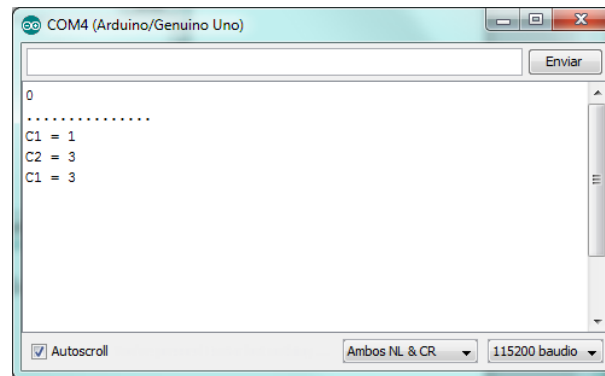 COM4 (Arduino/Genuino Uno)
Enviar
0
...............
C1 = 1
C2 = 3
C1 = 3
Autoscroll
Ambos NL & CR
115200 baudio